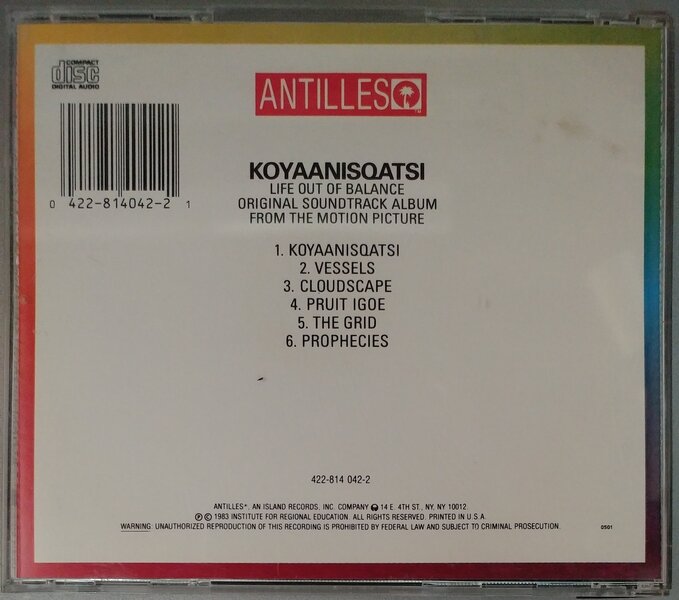 COMPACT
disc
DIGITAL AUDIO
ANTILLES
TM
0 422-814042-2 1
KOYAANISQATSI
LIFE OUT OF BALANCE
ORIGINAL SOUNDTRACK ALBUM
FROM THE MOTION PICTURE
1. KOYAANISQATSI
2. VESSELS
3. CLOUDSCAPE
4. PRUIT IGOE
5. THE GRID
6. PROPHECIES
422-814 042-2
ANTILLES®, AN ISLAND RECORDS, INC. COMPANY 14 E. 4TH ST., NY, NY 10012.
℗ © 1983 INSTITUTE FOR REGIONAL EDUCATION. ALL RIGHTS RESERVED. PRINTED IN U.S.A.
WARNING: UNAUTHORIZED REPRODUCTION OF THIS RECORDING IS PROHIBITED BY FEDERAL LAW AND SUBJECT TO CRIMINAL PROSECUTION.
0501